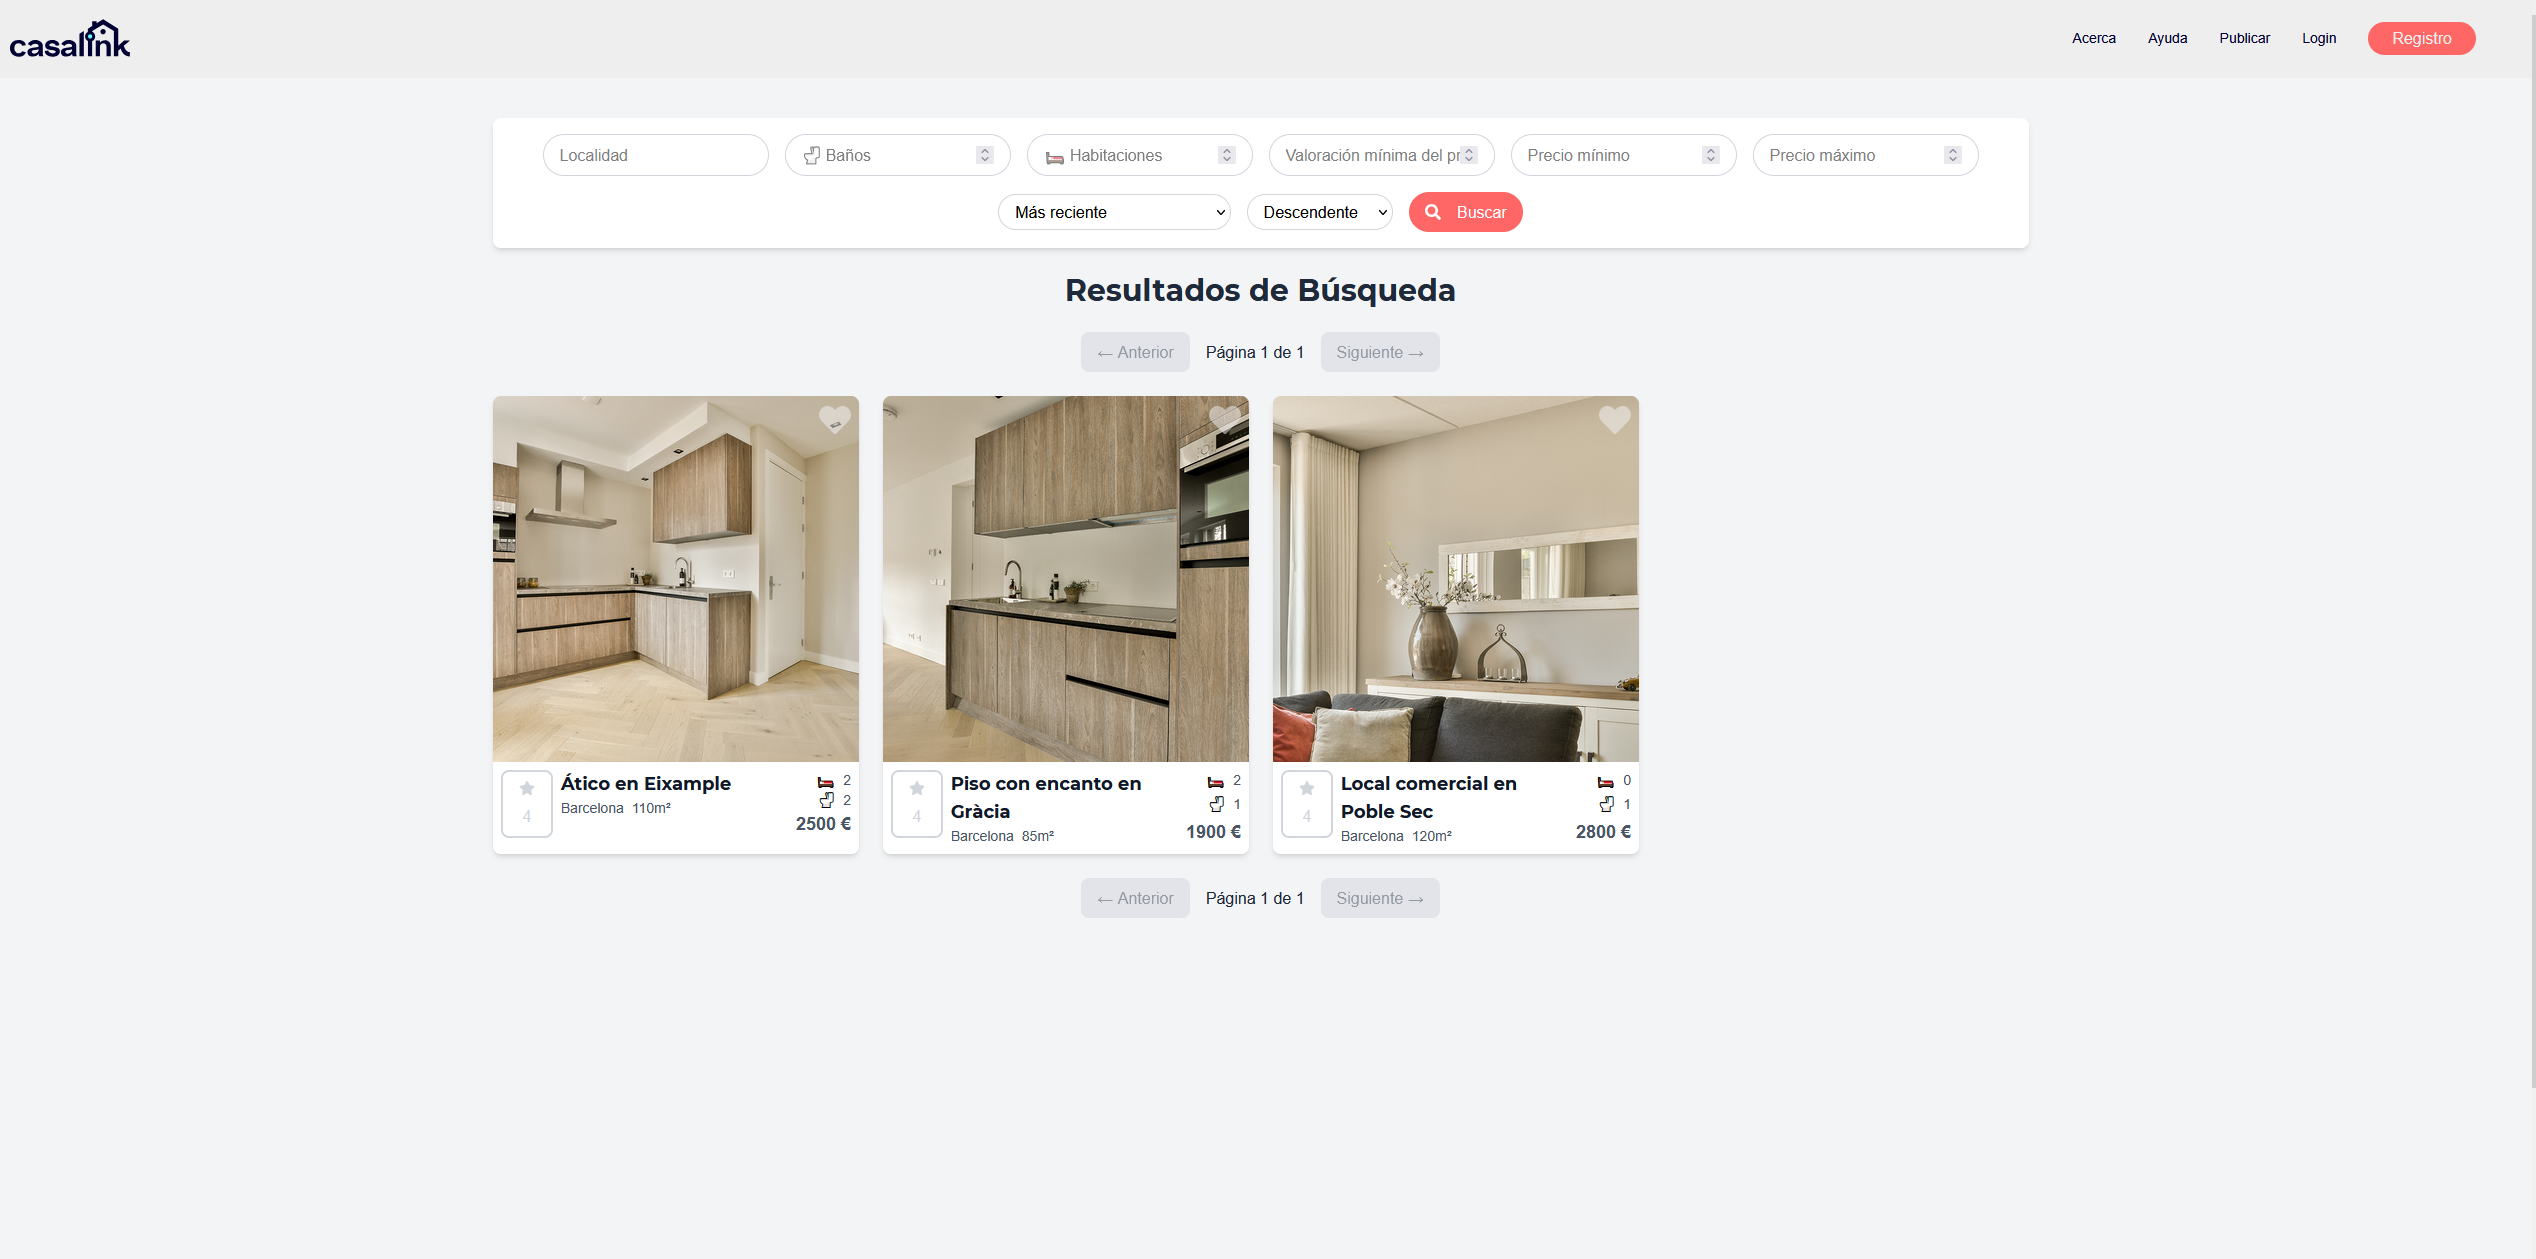 casalink
Acerca Ayuda Publicar Login Registro
Localidad Baños Habitaciones Valoración mínima del pr Precio mínimo Precio máximo
Más reciente Descendente Buscar
Resultados de Búsqueda
← Anterior Página 1 de 1 Siguiente →
4
Ático en Eixample
Barcelona 110m²
2
2
2500 €
4
Piso con encanto en
Gràcia
Barcelona 85m²
2
1
1900 €
4
Local comercial en
Poble Sec
Barcelona 120m²
0
1
2800 €
← Anterior Página 1 de 1 Siguiente →